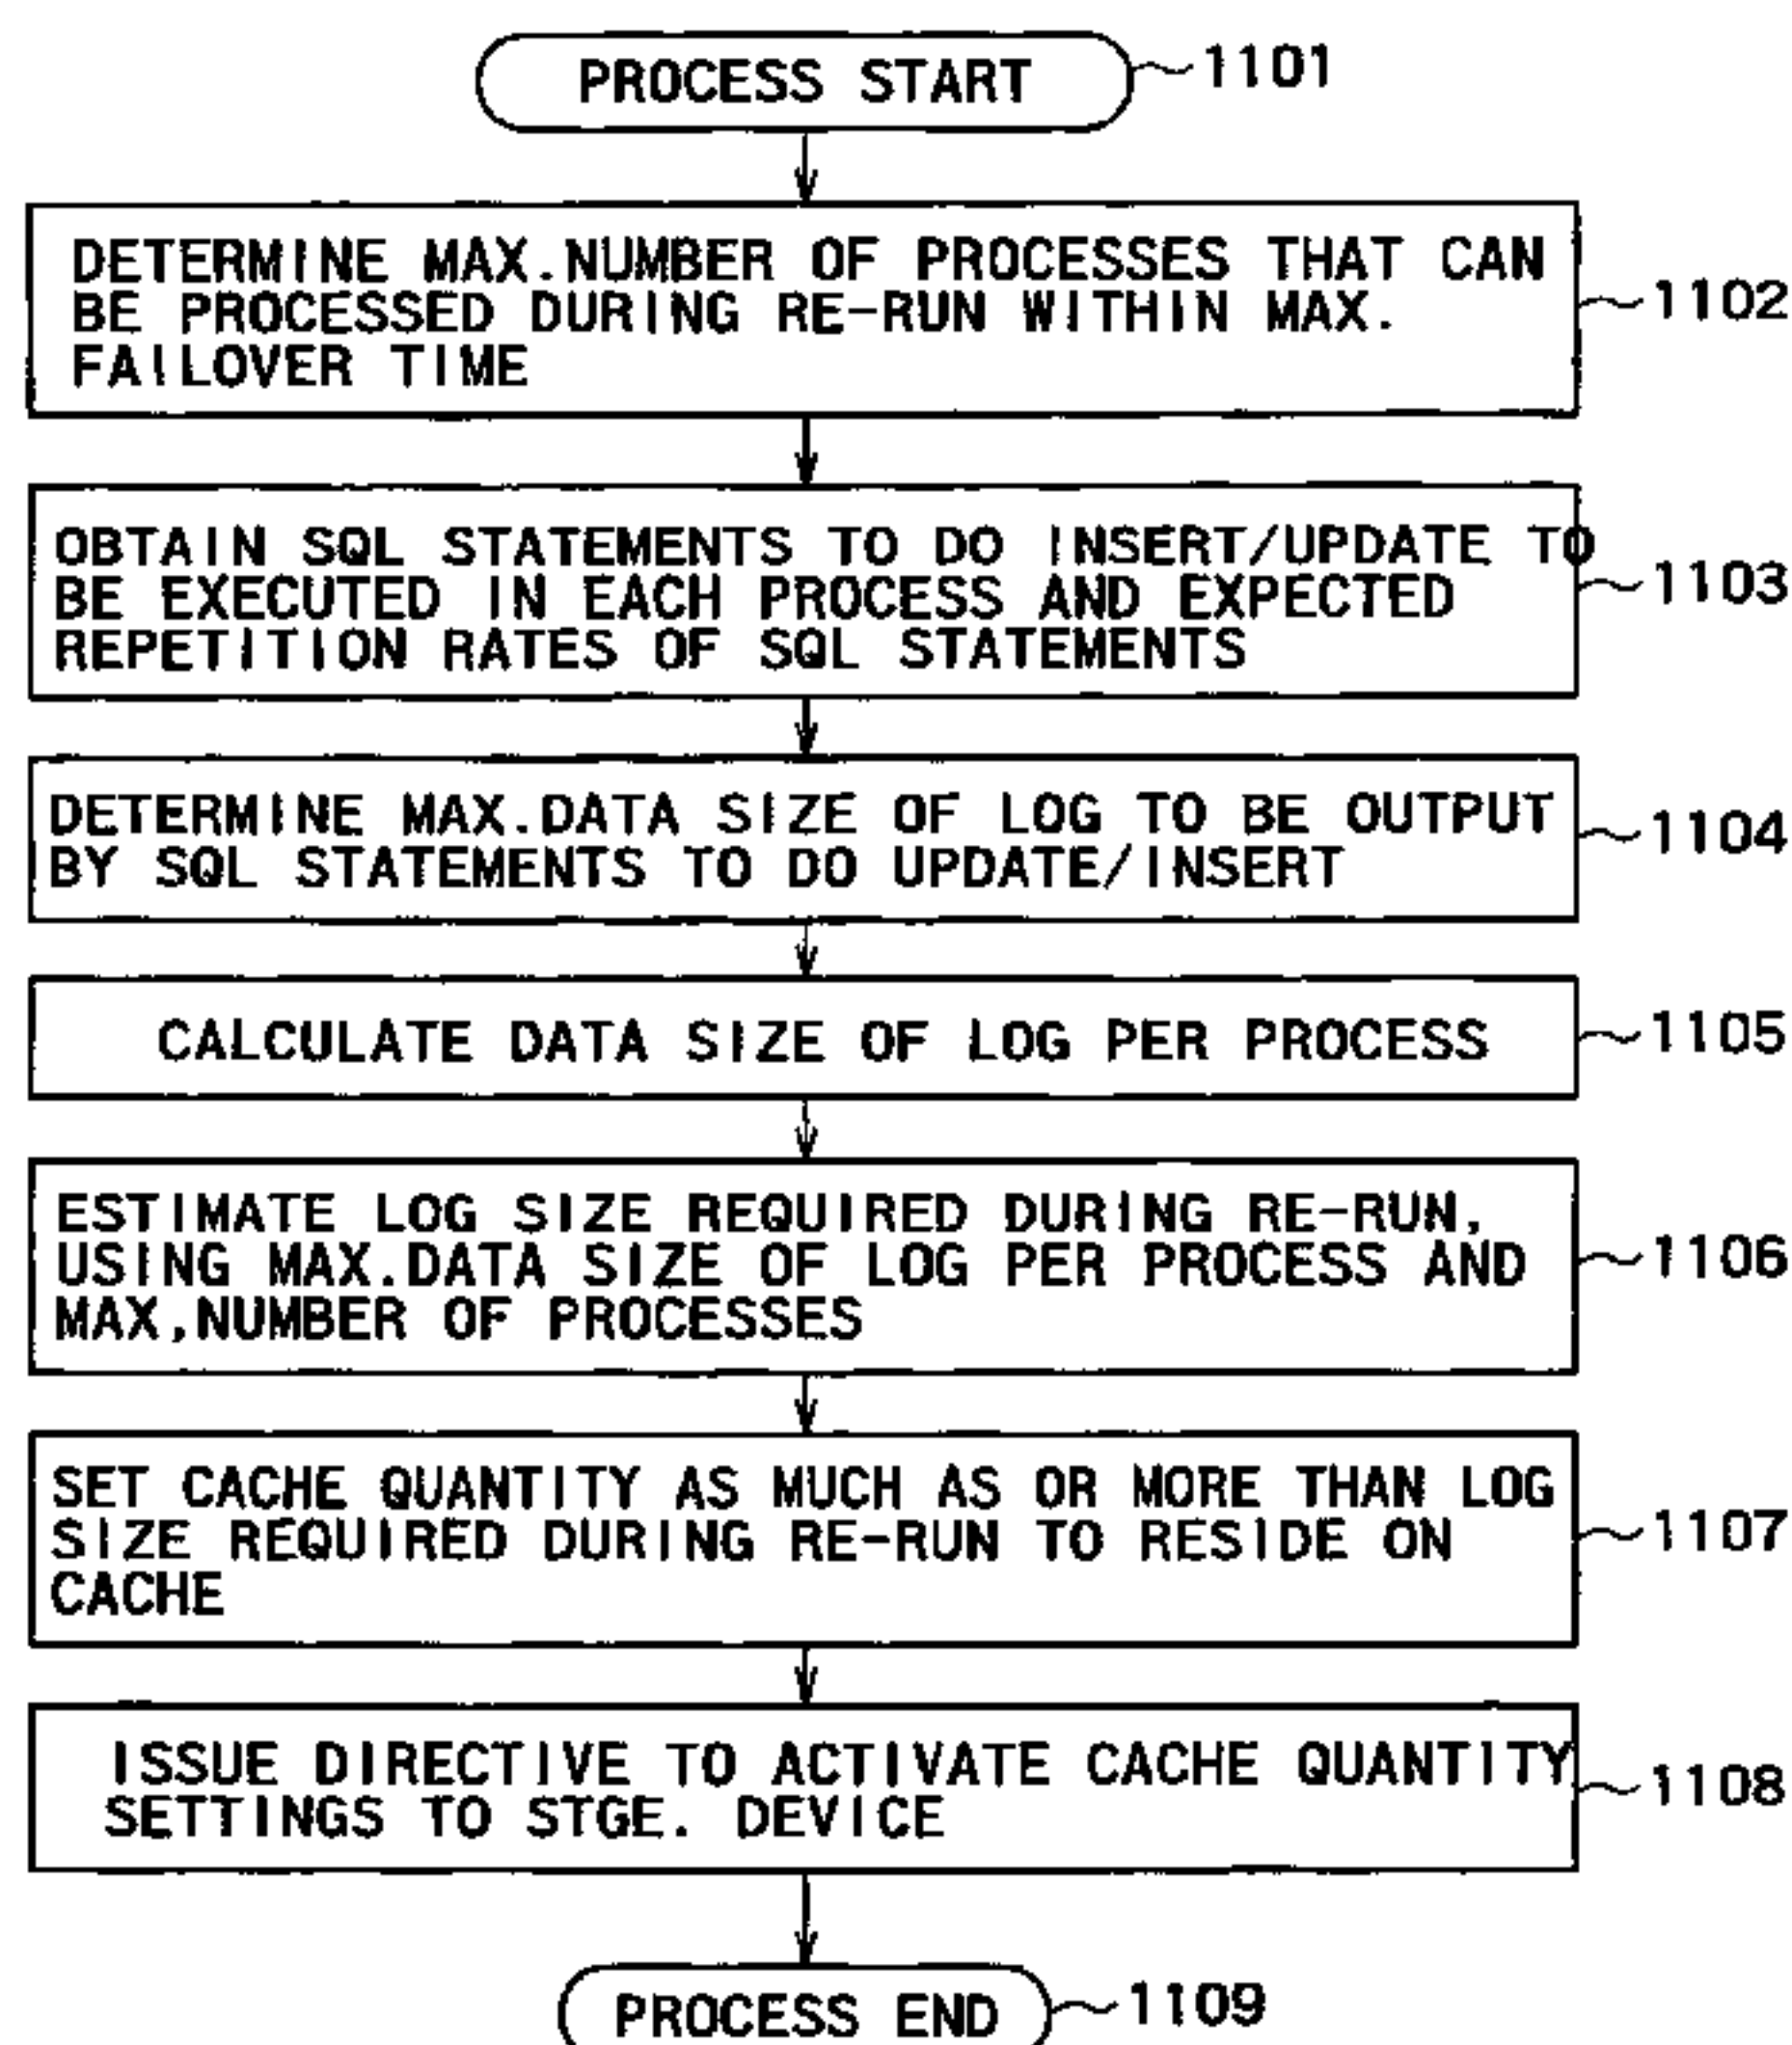 PROCESS START
1101
DETERMINE MAX.NUMBER OF PROCESSES THAT CAN
BE PROCESSED DURING RE-RUN WITHIN MAX.
FAILOVER TIME
1102
OBTAIN SQL STATEMENTS TO DO INSERT/UPDATE TO
BE EXECUTED IN EACH PROCESS AND EXPECTED
REPETITION RATES OF SQL STATEMENTS
1103
DETERMINE MAX.DATA SIZE OF LOG TO BE OUTPUT
BY SQL STATEMENTS TO DO UPDATE/INSERT
1104
CALCULATE DATA SIZE OF LOG PER PROCESS
1105
ESTIMATE LOG SIZE REQUIRED DURING RE-RUN,
USING MAX.DATA SIZE OF LOG PER PROCESS AND
MAX,NUMBER OF PROCESSES
1106
SET CACHE QUANTITY AS MUCH AS OR MORE THAN LOG
SIZE REQUIRED DURING RE-RUN TO RESIDE ON
CACHE
1107
ISSUE DIRECTIVE TO ACTIVATE CACHE QUANTITY
SETTINGS TO STGE. DEVICE
1108
PROCESS END
1109